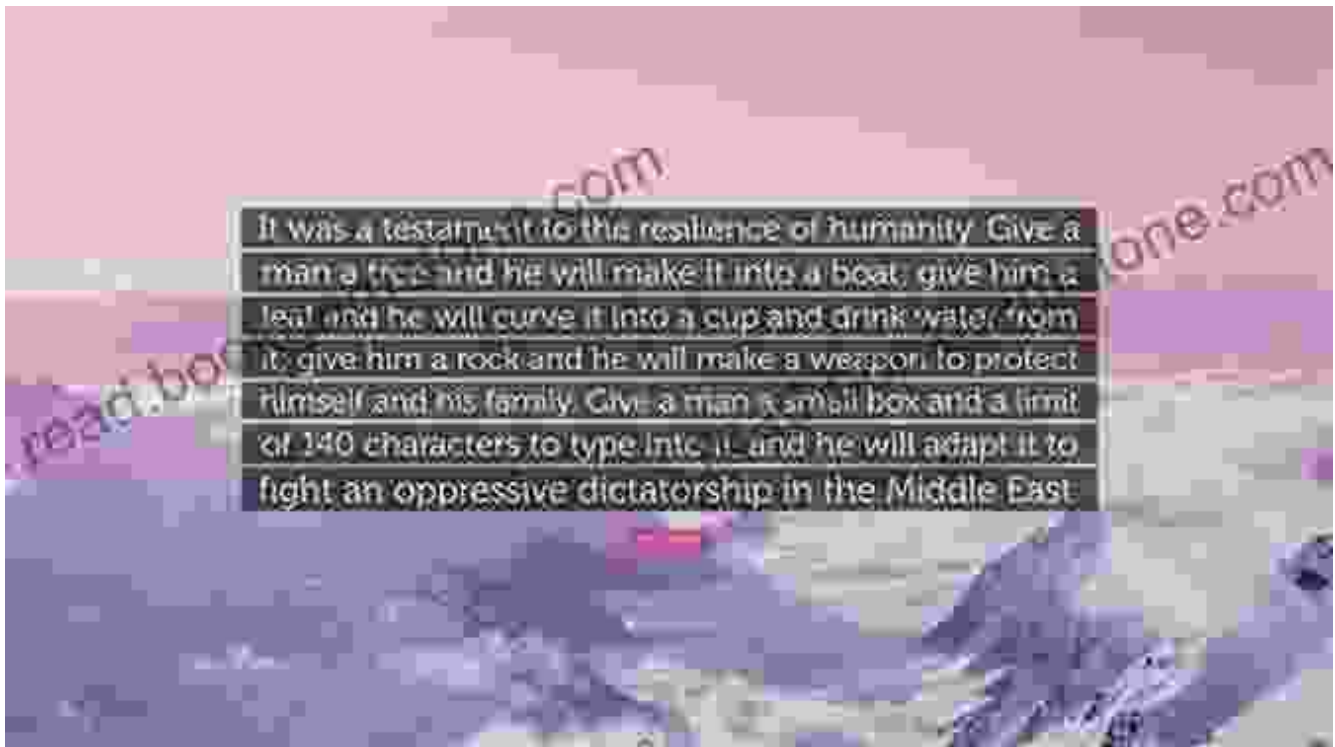 It was a testament to the resilience of humanity. Give a
man a tree and he will make it into a boat; give him a
leaf and he will curve it into a cup and drink water from
it; give him a rock and he will make a weapon to protect
himself and his family. Give a man a small box and a limit
of 140 characters to type into it, and he will adapt it to
fight an oppressive dictatorship in the Middle East